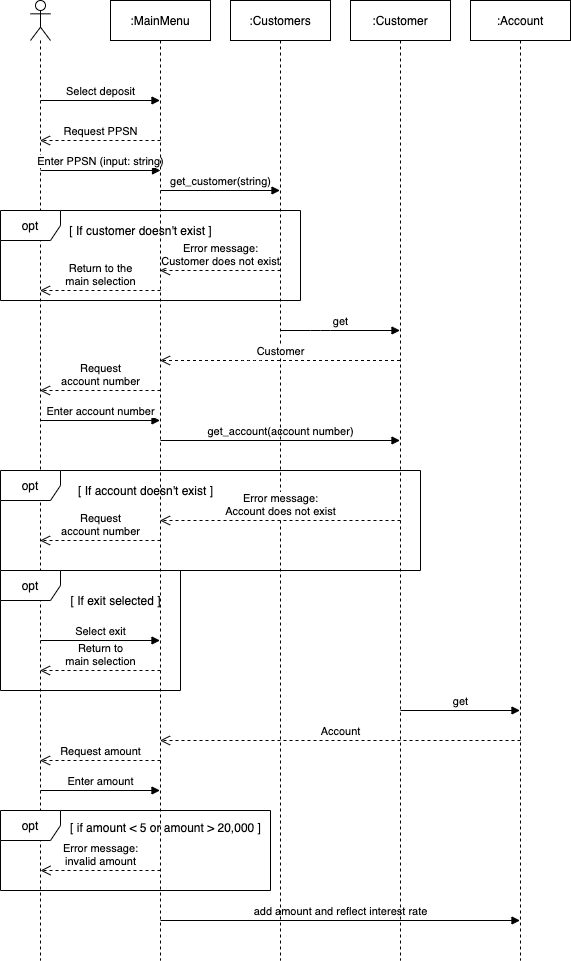 :MainMenu
:Customers
:Customer
:Account
Select deposit
Request PPSN
Enter PPSN (input: string)
get_customer(string)
opt
[ If customer doesn't exist ]
Error message:
Customer does not exist
Return to the
main selection
get
Customer
Request
account number
Enter account number
get_account(account number)
opt
[ If account doesn't exist ]
Error message:
Account does not exist
Request
account number
opt
[ If exit selected ]
Select exit
Return to
main selection
get
Account
Request amount
Enter amount
opt
[ if amount < 5 or amount > 20,000 ]
Error message:
invalid amount
add amount and reflect interest rate